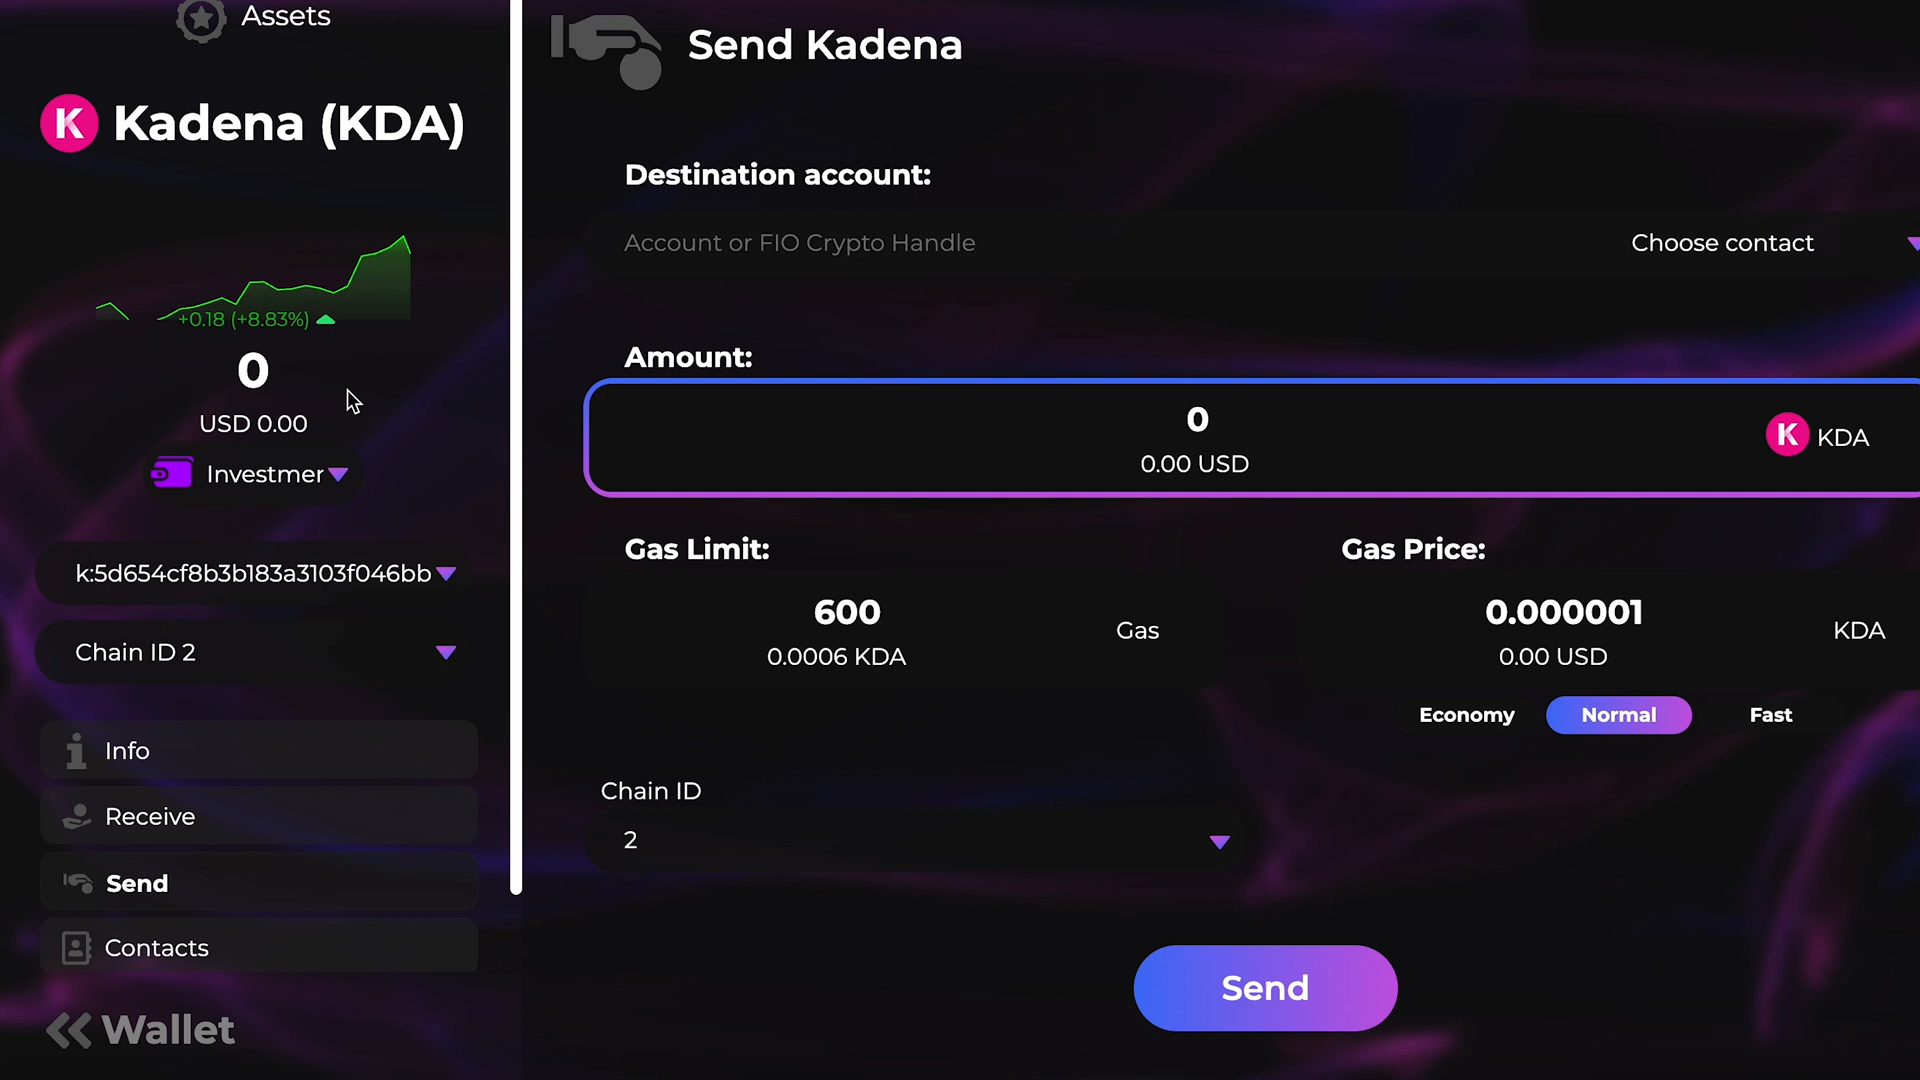 Assets
K Kadena (KDA)
+0.18 (+8.83%)
0
USD 0.00
Investmer
k:5d654cf8b3b183a3103f046bb
Chain ID 2
Info
Receive
Send
Contacts
Wallet
Send Kadena
Destination account:
Account or FIO Crypto Handle
Choose contact
Amount:
0
0.00 USD
K KDA
Gas Limit:
600
0.0006 KDA
Gas
Gas Price:
0.000001
0.00 USD
KDA
Economy Normal Fast
Chain ID
2
Send